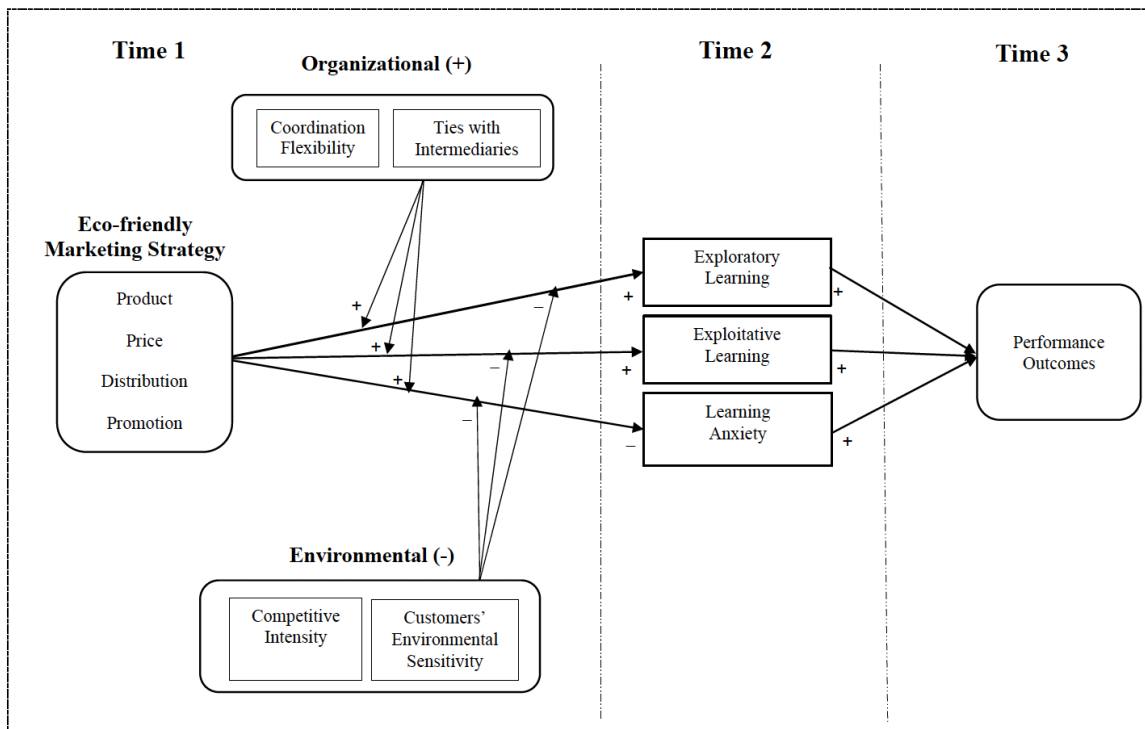 Time 1
Time 2
Time 3
Organizational (+)
Coordination
Flexibility
Ties with
Intermediaries
Eco-friendly
Marketing Strategy
Product
Price
Distribution
Promotion
+
+
+
–
–
–
Exploratory
Learning
+
+
Exploitative
Learning
+
+
Learning
Anxiety
–
+
Performance
Outcomes
Environmental (-)
Competitive
Intensity
Customers’
Environmental
Sensitivity